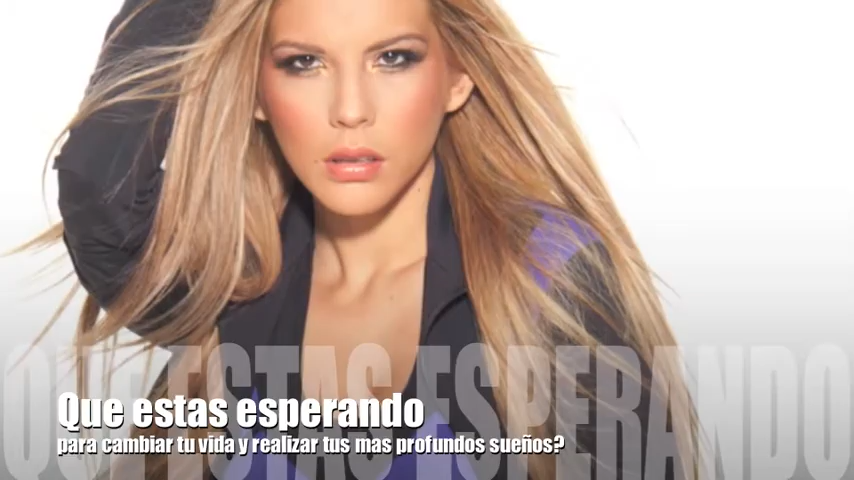 QUE ESTAS ESPERANDO
Que estas esperando
para cambiar tu vida y realizar tus mas profundos sueños?